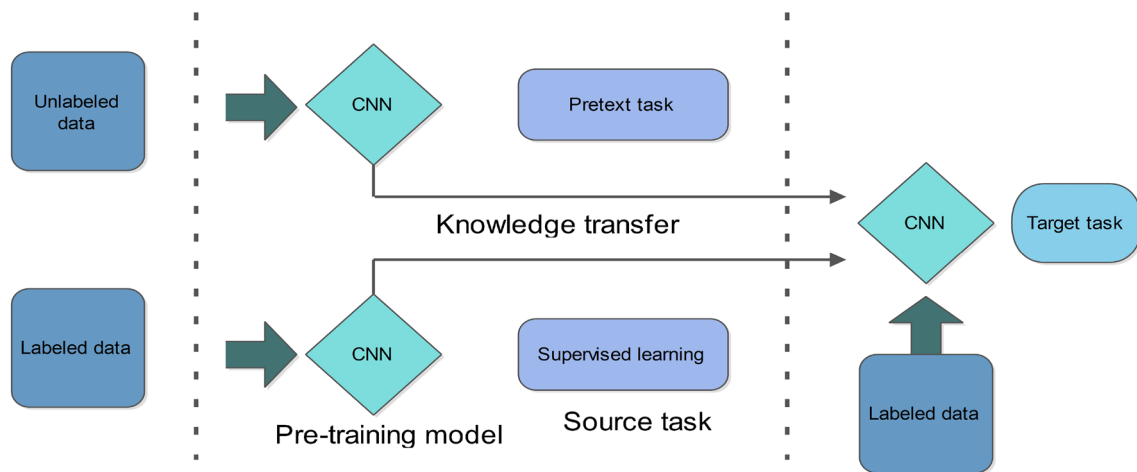 Unlabeled
data
CNN
Pretext task
Knowledge transfer
CNN
Target task
Labeled data
CNN
Supervised learning
Pre-training model
Source task
Labeled data